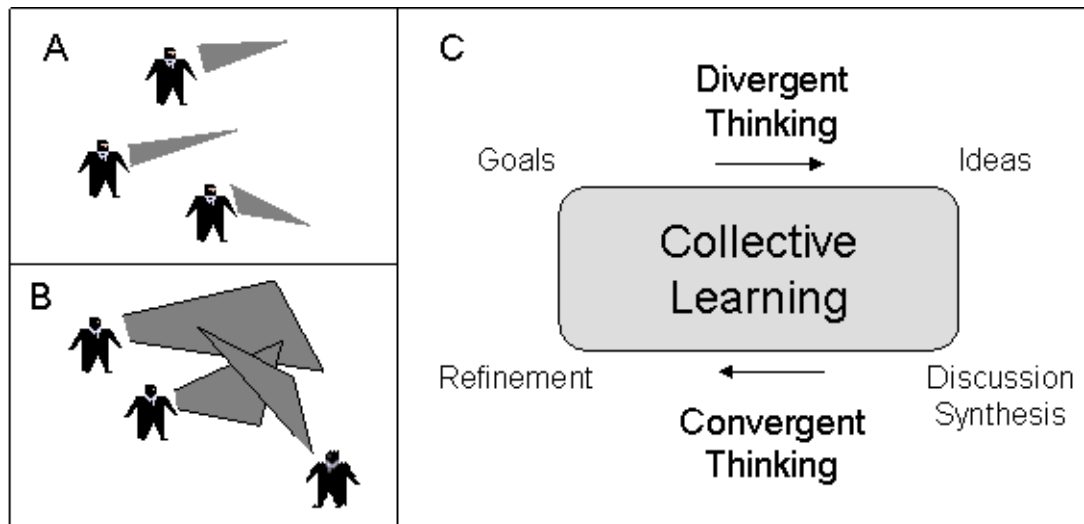 A
B
C
Divergent
Thinking
Goals
Ideas
Collective
Learning
Refinement
Discussion
Synthesis
Convergent
Thinking